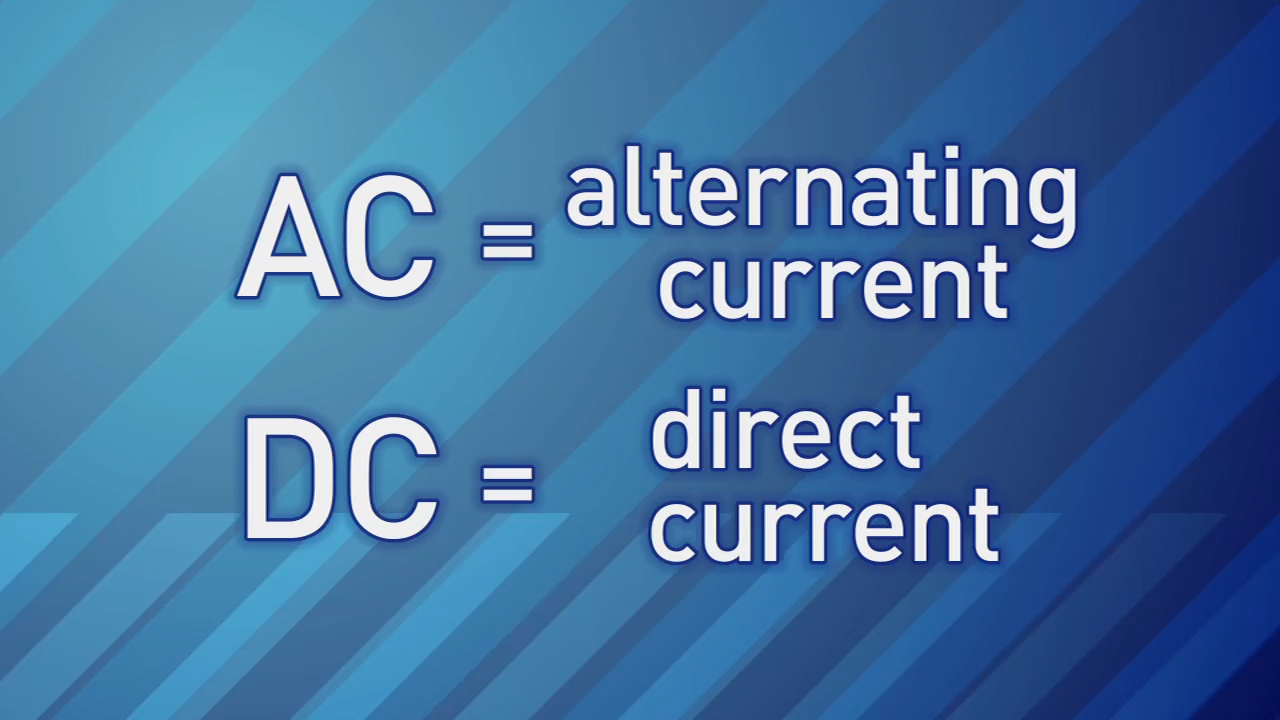 AC = alternating
current
DC = direct
current